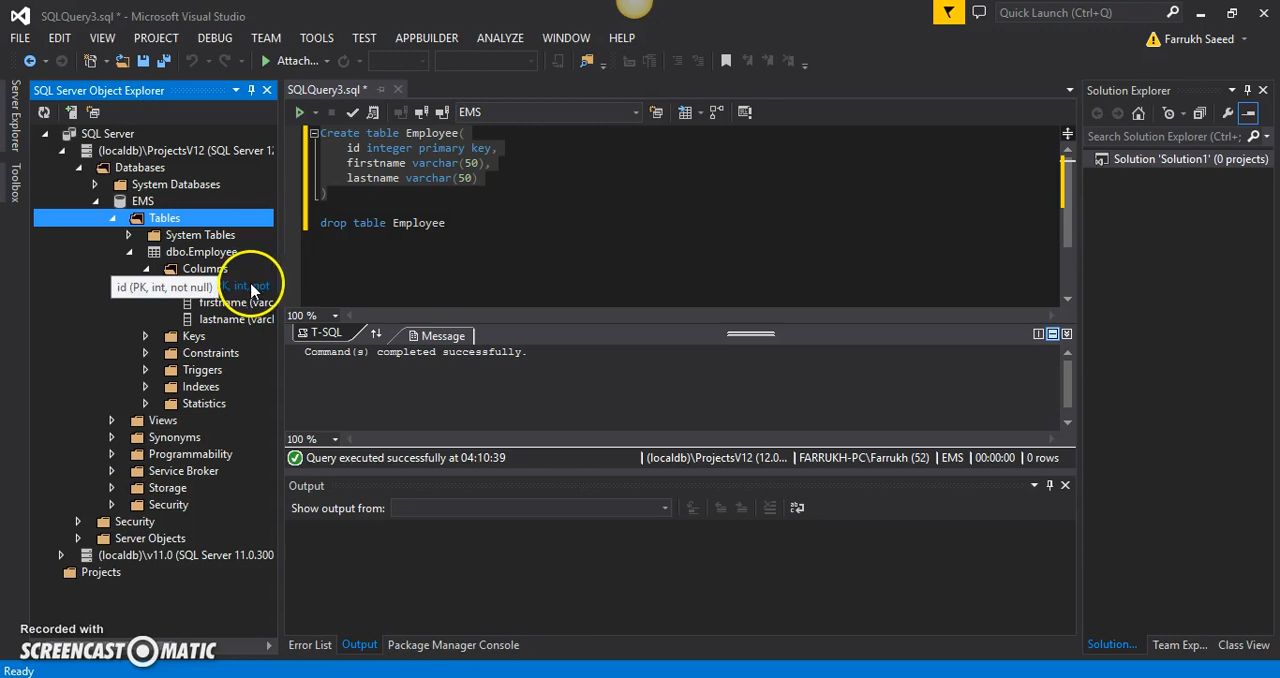 SQLQuery3.sql * - Microsoft Visual Studio
Quick Launch (Ctrl+Q)
FILE EDIT VIEW PROJECT DEBUG TEAM TOOLS TEST APPBUILDER ANALYZE WINDOW HELP
Farrukh Saeed
Attach...
Server Explorer
Toolbox
SQL Server Object Explorer
SQL Server
(localdb)\ProjectsV12 (SQL Server 12
Databases
System Databases
EMS
Tables
System Tables
dbo.Employee
Columns
id (PK, int, not null)
K, int, not
firstname (varc
lastname (varcl
Keys
Constraints
Triggers
Indexes
Statistics
Views
Synonyms
Programmability
Service Broker
Storage
Security
Security
Server Objects
(localdb)\v11.0 (SQL Server 11.0.300
Projects
SQLQuery3.sql *
EMS
Create table Employee(
id integer primary key,
firstname varchar(50),
lastname varchar(50)
)
drop table Employee
100 %
T-SQL
Message
Command(s) completed successfully.
100 %
Query executed successfully at 04:10:39
(localdb)\ProjectsV12 (12.0... FARRUKH-PC\Farrukh (52) EMS 00:00:00 0 rows
Output
Show output from:
Error List Output Package Manager Console
Solution Explorer
Search Solution Explorer (Ctrl+;
Solution 'Solution1' (0 projects)
Solution... Team Exp... Class View
Recorded with
SCREENCAST MATIC
Ready